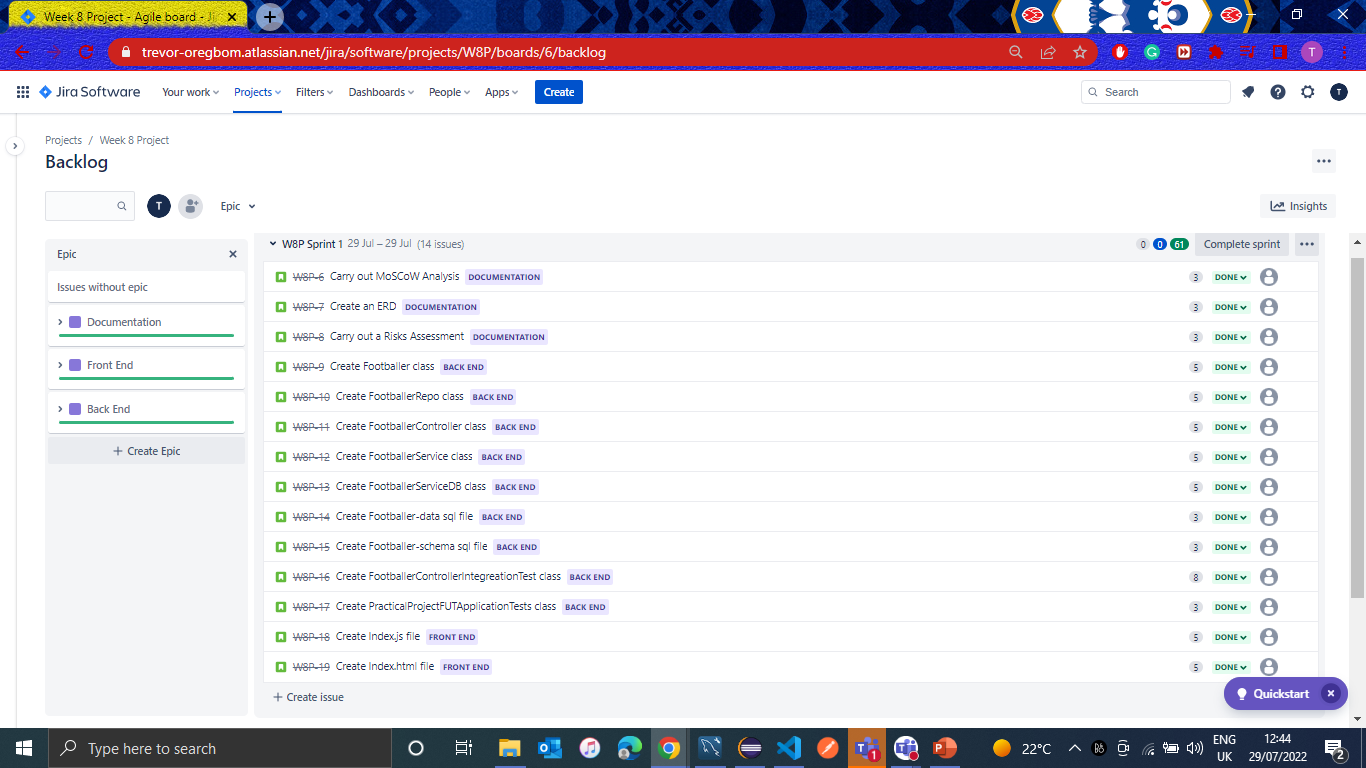 Week 8 Project - Agile board - Ji
trevor-oregbom.atlassian.net/jira/software/projects/W8P/boards/6/backlog
T
Jira Software Your work Projects Filters Dashboards People Apps Create Search T
Projects / Week 8 Project
Backlog
T Epic Insights
Epic
Issues without epic
Documentation
Front End
Back End
+ Create Epic
W8P Sprint 1 29 Jul – 29 Jul (14 issues) 0 0 61 Complete sprint
W8P-6 Carry out MoSCoW Analysis DOCUMENTATION 3 DONE
W8P-7 Create an ERD DOCUMENTATION 3 DONE
W8P-8 Carry out a Risks Assessment DOCUMENTATION 3 DONE
W8P-9 Create Footballer class BACK END 5 DONE
W8P-10 Create FootballerRepo class BACK END 5 DONE
W8P-11 Create FootballerController class BACK END 5 DONE
W8P-12 Create FootballerService class BACK END 5 DONE
W8P-13 Create FootballerServiceDB class BACK END 5 DONE
W8P-14 Create Footballer-data sql file BACK END 3 DONE
W8P-15 Create Footballer-schema sql file BACK END 3 DONE
W8P-16 Create FootballerControllerIntegreationTest class BACK END 8 DONE
W8P-17 Create PracticalProjectFUTApplicationTests class BACK END 3 DONE
W8P-18 Create Index.js file FRONT END 5 DONE
W8P-19 Create Index.html file FRONT END 5 DONE
+ Create issue
Quickstart
Type here to search
1
22°C
ENG
UK
12:44
29/07/2022
2